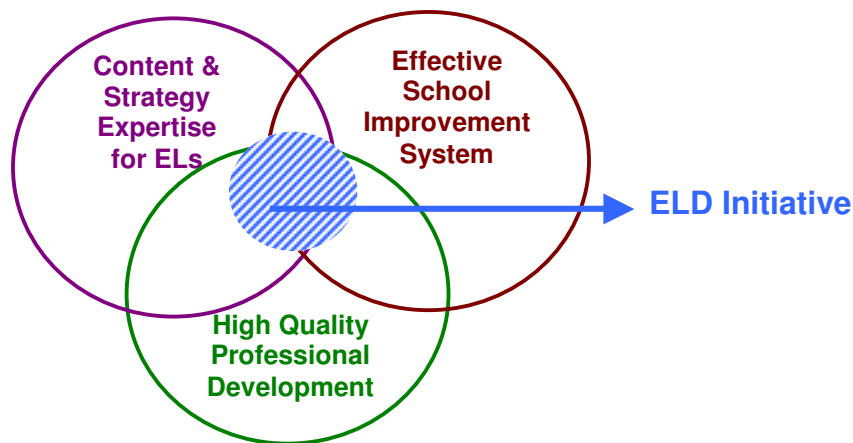 Content &
Strategy
Expertise
for ELs
Effective
School
Improvement
System
ELD Initiative
High Quality
Professional
Development